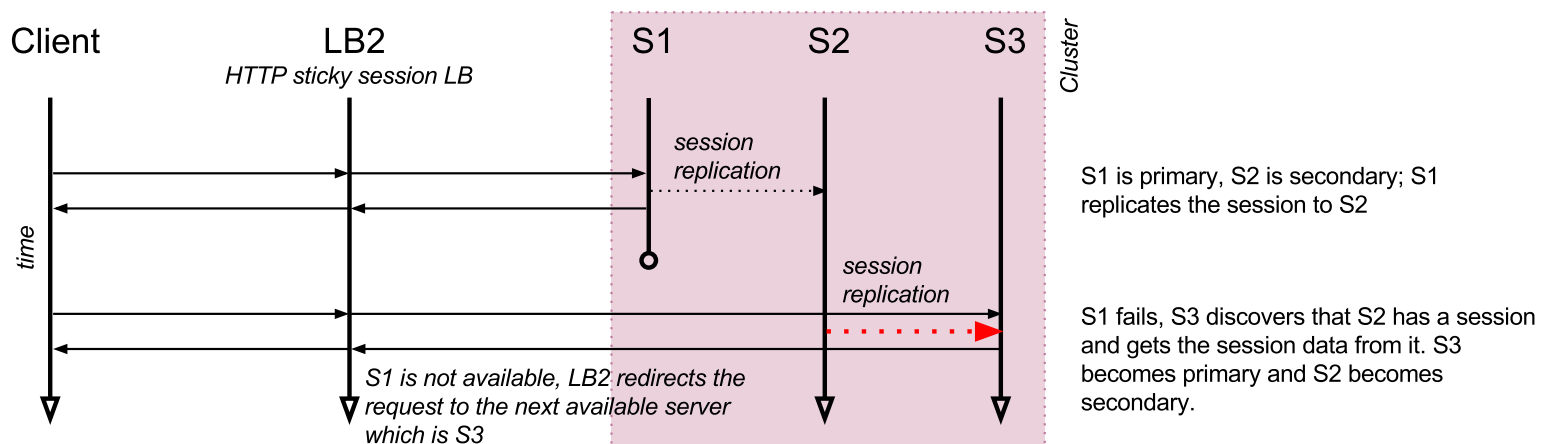 Client
LB2
HTTP sticky session LB
S1
S2
S3
Cluster
session
replication
S1 is primary, S2 is secondary; S1
replicates the session to S2
time
session
replication
S1 fails, S3 discovers that S2 has a session
and gets the session data from it. S3
becomes primary and S2 becomes
secondary.
S1 is not available, LB2 redirects the
request to the next available server
which is S3